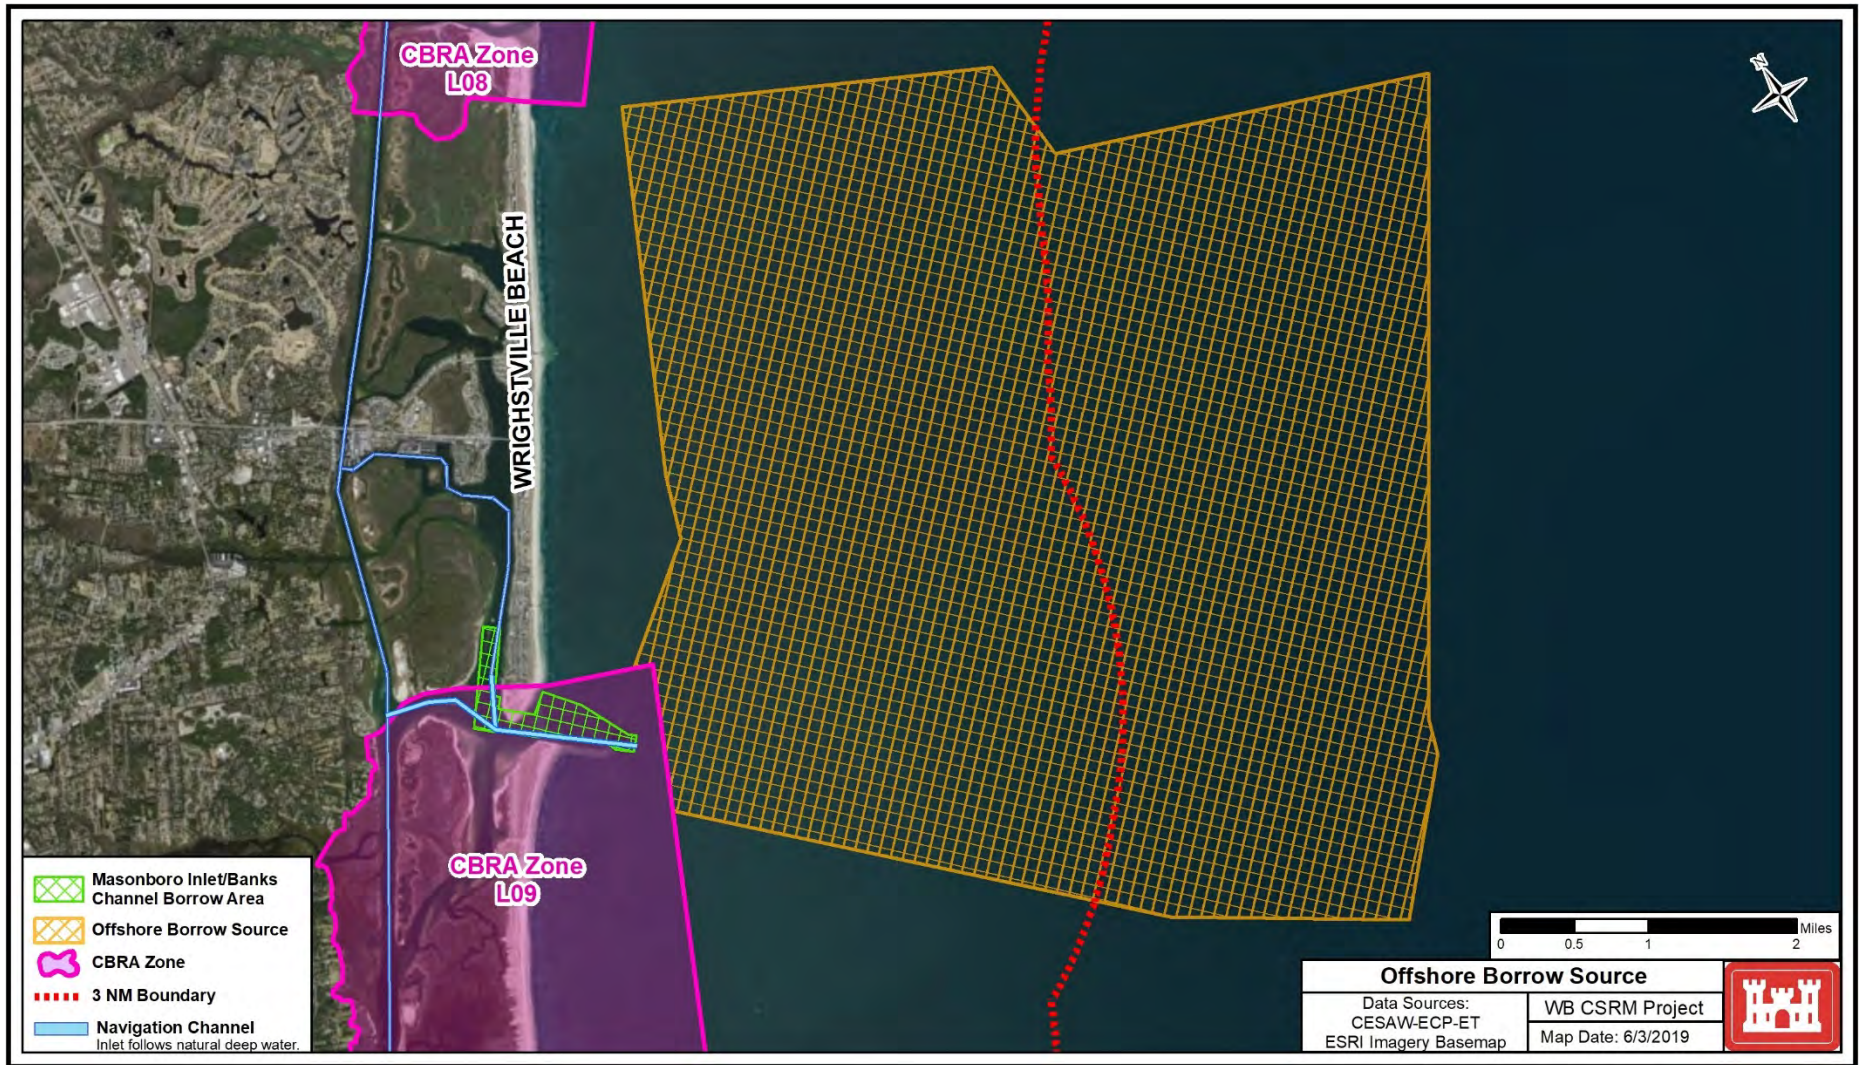 CBRA Zone
L08
N
WRIGHSTVILLE BEACH
CBRA Zone
L09
Masonboro Inlet/Banks
Channel Borrow Area
Offshore Borrow Source
CBRA Zone
3 NM Boundary
Navigation Channel
Inlet follows natural deep water.
Miles
0 0.5 1 2
Offshore Borrow Source
Data Sources:
CESAW-ECP-ET
ESRI Imagery Basemap
WB CSRM Project
Map Date: 6/3/2019